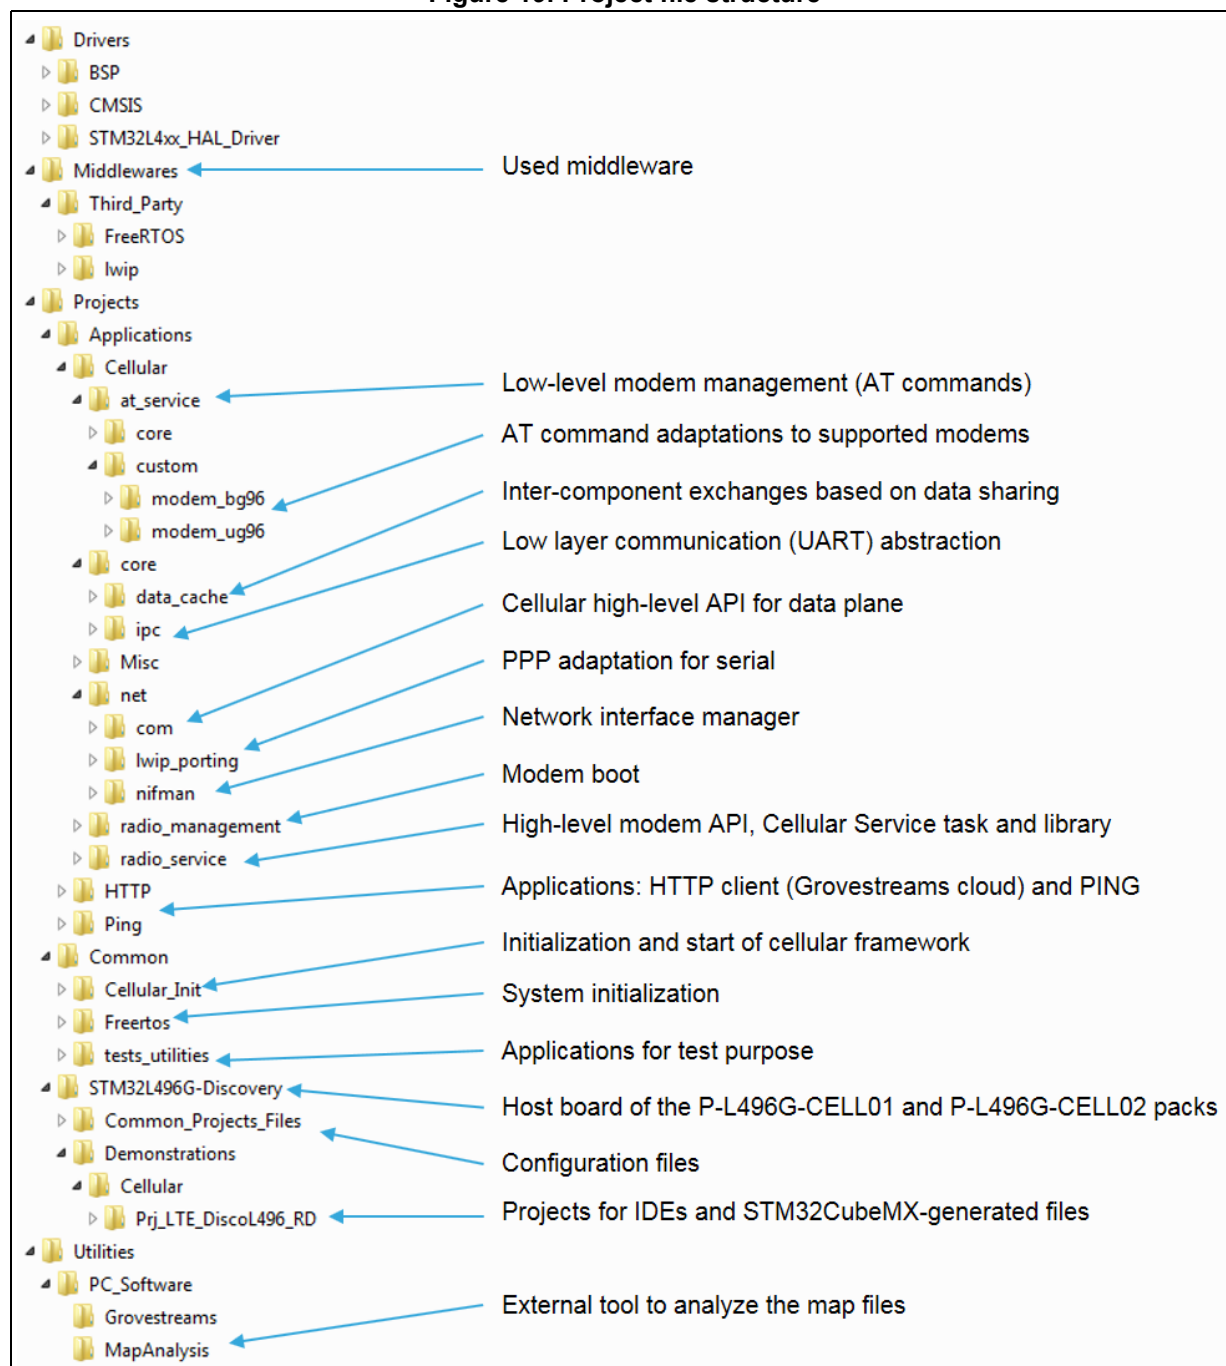 Drivers
BSP
CMSIS
STM32L4xx_HAL_Driver
Middlewares Used middleware
Third_Party
FreeRTOS
lwip
Projects
Applications
Cellular
at_service Low-level modem management (AT commands)
core AT command adaptations to supported modems
custom
modem_bg96 Inter-component exchanges based on data sharing
modem_ug96 Low layer communication (UART) abstraction
core
data_cache Cellular high-level API for data plane
ipc
Misc PPP adaptation for serial
net
com Network interface manager
lwip_porting
nifman Modem boot
radio_management High-level modem API, Cellular Service task and library
radio_service
HTTP Applications: HTTP client (Grovestreams cloud) and PING
Ping
Common Initialization and start of cellular framework
Cellular_Init System initialization
Freertos
tests_utilities Applications for test purpose
STM32L496G-Discovery
Common_Projects_Files Host board of the P-L496G-CELL01 and P-L496G-CELL02 packs
Demonstrations Configuration files
Cellular
Prj_LTE_DiscoL496_RD Projects for IDEs and STM32CubeMX-generated files
Utilities
PC_Software
Grovestreams External tool to analyze the map files
MapAnalysis